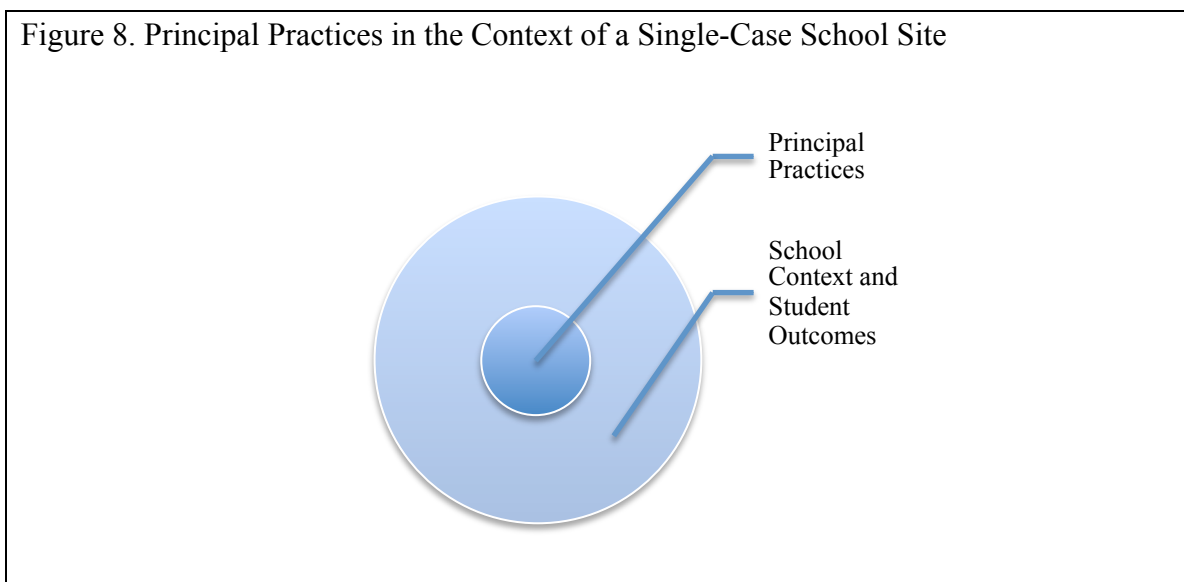 Figure 8. Principal Practices in the Context of a Single-Case School Site
Principal
Practices
School
Context and
Student
Outcomes